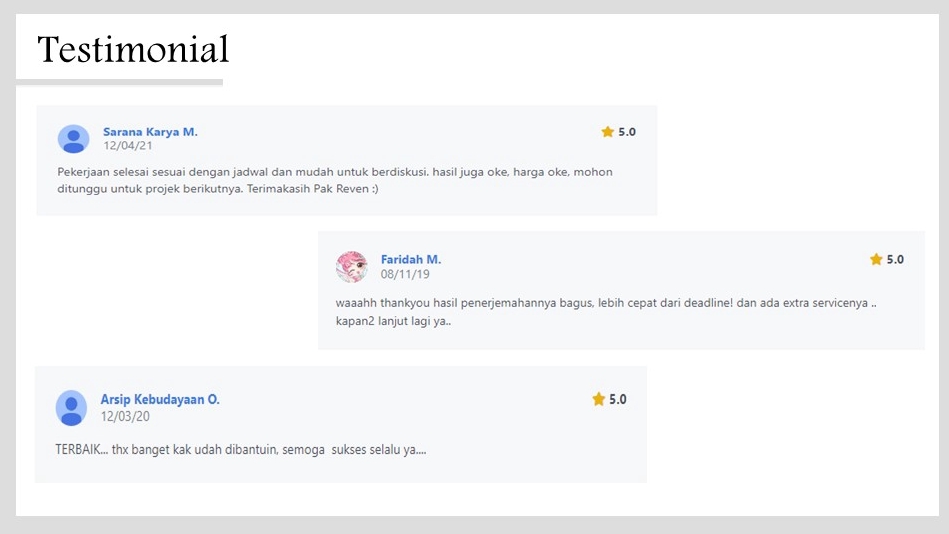 Testimonial
Sarana Karya M.
5.0
12/04/21
Pekerjaan selesai sesuai dengan jadwal dan mudah untuk berdiskusi. hasil juga oke, harga oke, mohon
ditunggu untuk projek berikutnya. Terimakasih Pak Reven :)
Faridah M.
5.0
08/11/19
waaahh thankyou hasil penerjemahannya bagus, lebih cepat dari deadline! dan ada extra servicenya ..
kapan2 lanjut lagi ya..
Arsip Kebudayaan O.
5.0
12/03/20
TERBAIK... thx banget kak udah dibantuin, semoga  sukses selalu ya....